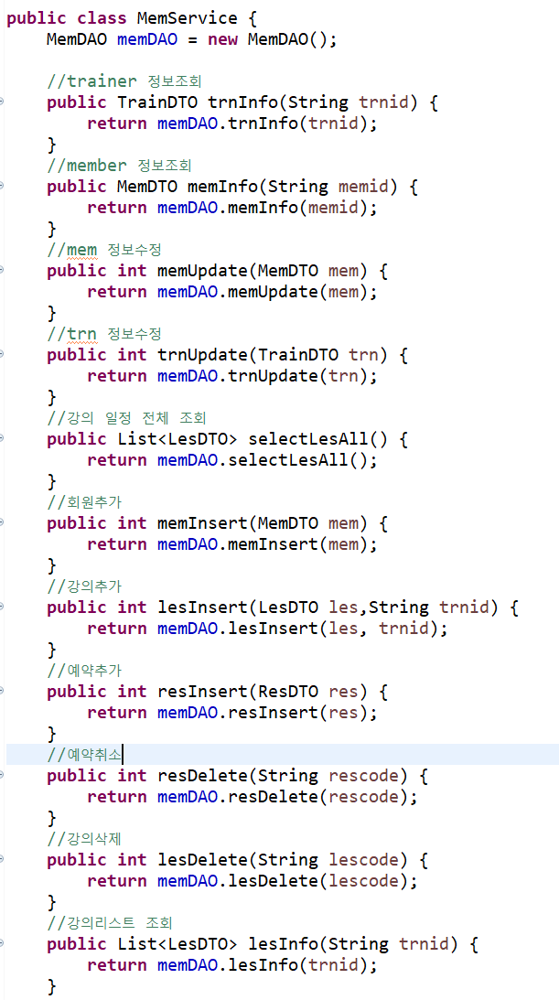 public class MemService {
    MemDAO memDAO = new MemDAO();

    //trainer 정보조회
    public TrainDTO trnInfo(String trnid) {
        return memDAO.trnInfo(trnid);
    }
    //member 정보조회
    public MemDTO memInfo(String memid) {
        return memDAO.memInfo(memid);
    }
    //mem 정보수정
    public int memUpdate(MemDTO mem) {
        return memDAO.memUpdate(mem);
    }
    //trn 정보수정
    public int trnUpdate(TrainDTO trn) {
        return memDAO.trnUpdate(trn);
    }
    //강의 일정 전체 조회
    public List<LesDTO> selectLesAll() {
        return memDAO.selectLesAll();
    }
    //회원추가
    public int memInsert(MemDTO mem) {
        return memDAO.memInsert(mem);
    }
    //강의추가
    public int lesInsert(LesDTO les,String trnid) {
        return memDAO.lesInsert(les, trnid);
    }
    //예약추가
    public int resInsert(ResDTO res) {
        return memDAO.resInsert(res);
    }
    //예약취소
    public int resDelete(String rescode) {
        return memDAO.resDelete(rescode);
    }
    //강의삭제
    public int lesDelete(String lescode) {
        return memDAO.lesDelete(lescode);
    }
    //강의리스트 조회
    public List<LesDTO> lesInfo(String trnid) {
        return memDAO.lesInfo(trnid);
    }